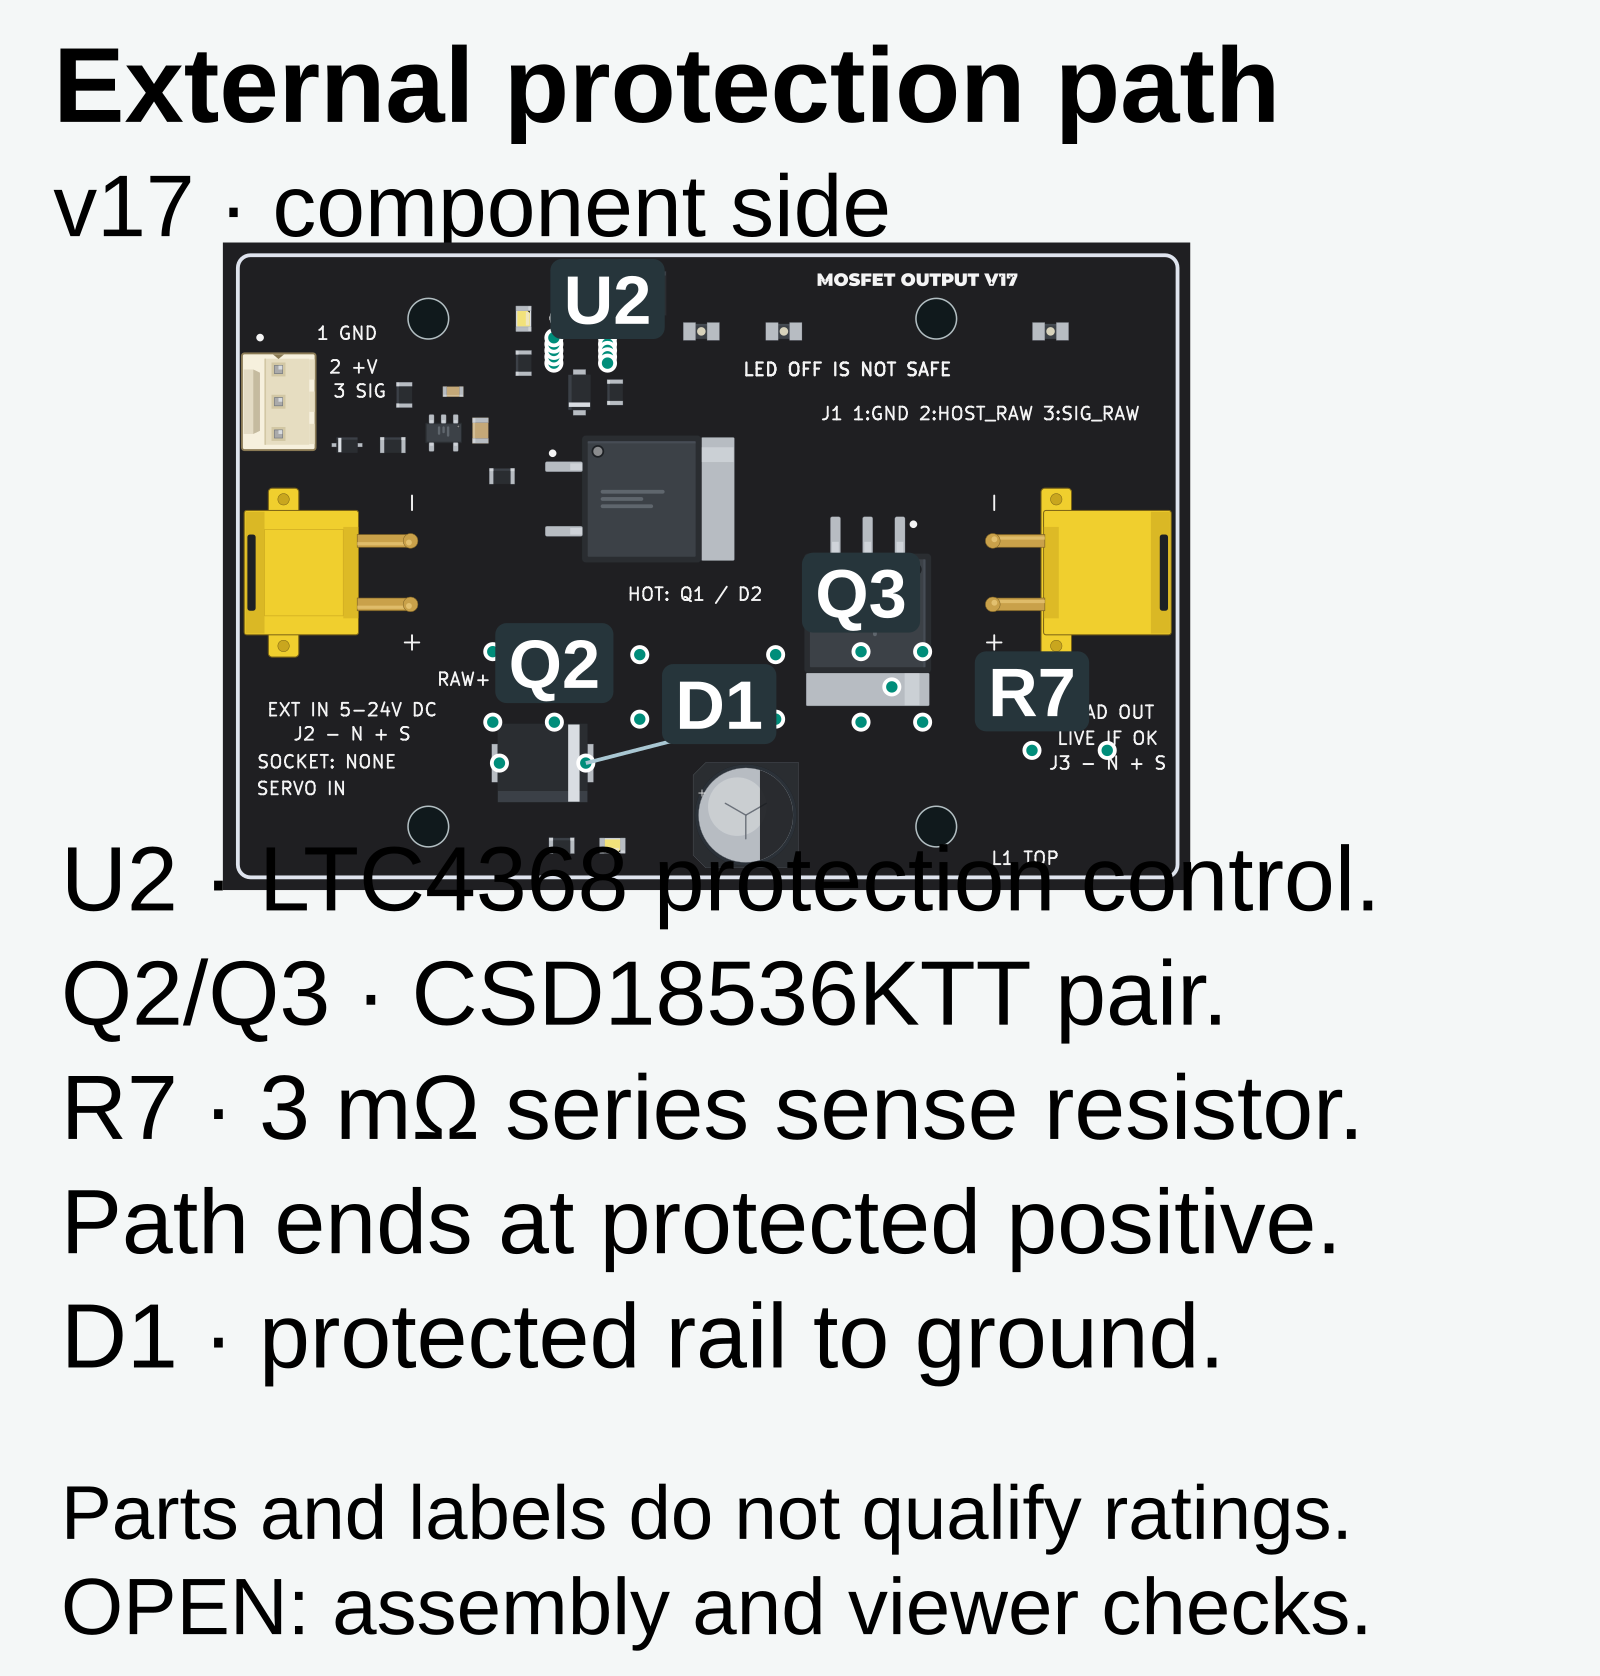 External protection path
v17 · component side
U2
MOSFET OUTPUT V17
1 GND
2 +V
3 SIG
LED OFF IS NOT SAFE
J1 1:GND 2:HOST_RAW 3:SIG_RAW
HOT: Q1 / D2
Q3
+
+
Q2
RAW+
D1
R7
EXT IN 5-24V DC
J2 - N + S
SOCKET: NONE
SERVO IN
OUT
LIVE IF OK
J3 - N + S
L1 TOP
U2 · LTC4368 protection control.
Q2/Q3 · CSD18536KTT pair.
R7 · 3 mΩ series sense resistor.
Path ends at protected positive.
D1 · protected rail to ground.
Parts and labels do not qualify ratings.
OPEN: assembly and viewer checks.